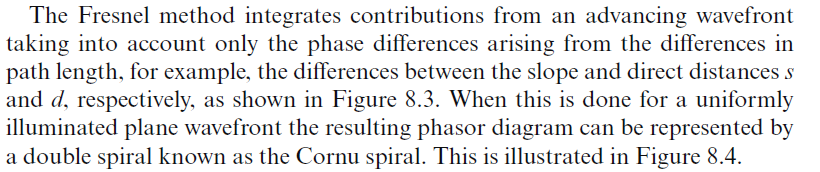 The Fresnel method integrates contributions from an advancing wavefront
taking into account only the phase differences arising from the differences in
path length, for example, the differences between the slope and direct distances s
and d, respectively, as shown in Figure 8.3. When this is done for a uniformly
illuminated plane wavefront the resulting phasor diagram can be represented by
a double spiral known as the Cornu spiral. This is illustrated in Figure 8.4.